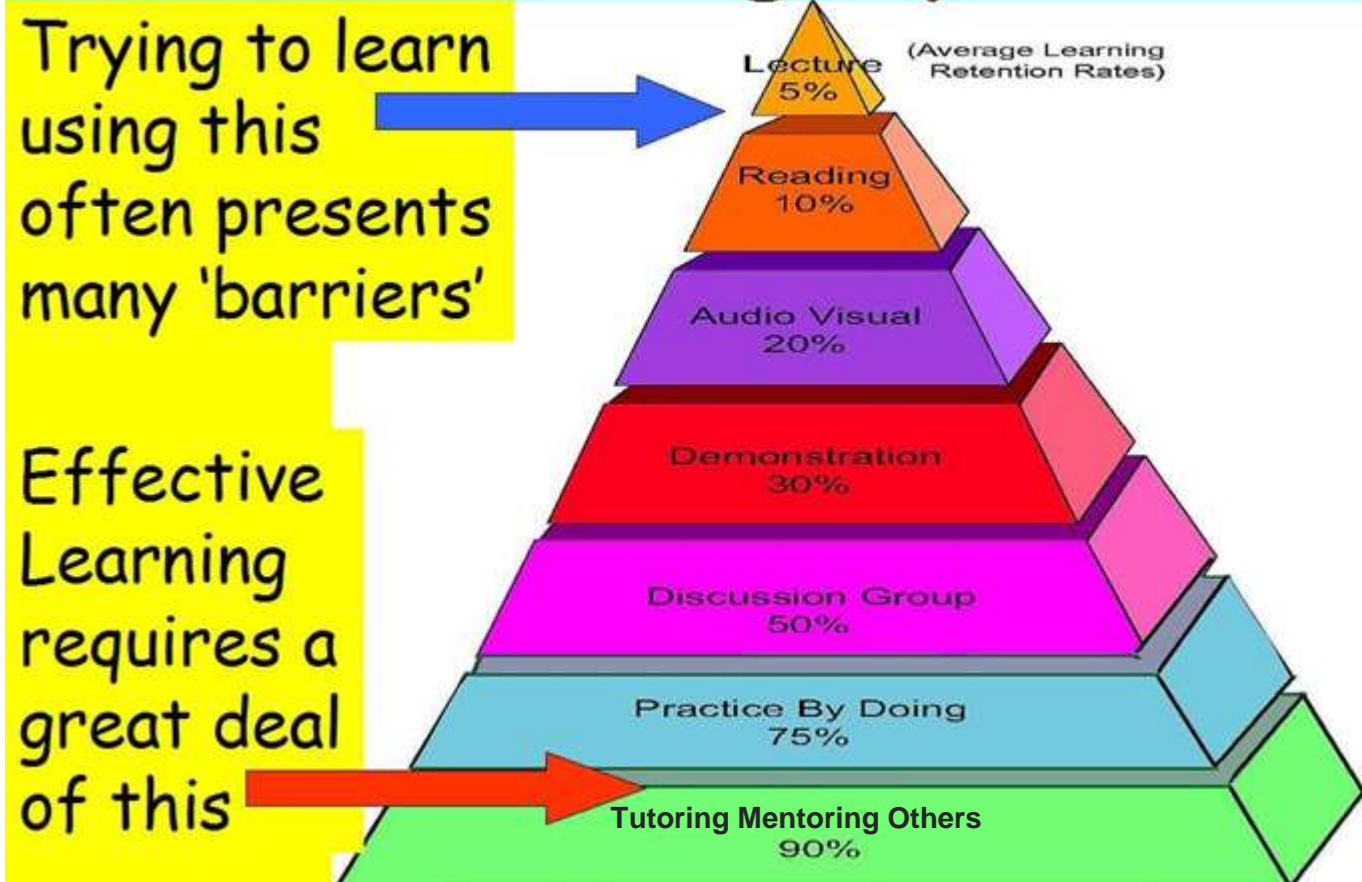 Trying to learn
using this
often presents
many ‘barriers’
Effective
Learning
requires a
great deal
of this
(Average Learning
Retention Rates)
Lecture
5%
Reading
10%
Audio Visual
20%
Demonstration
30%
Discussion Group
50%
Practice By Doing
75%
Tutoring Mentoring Others
90%